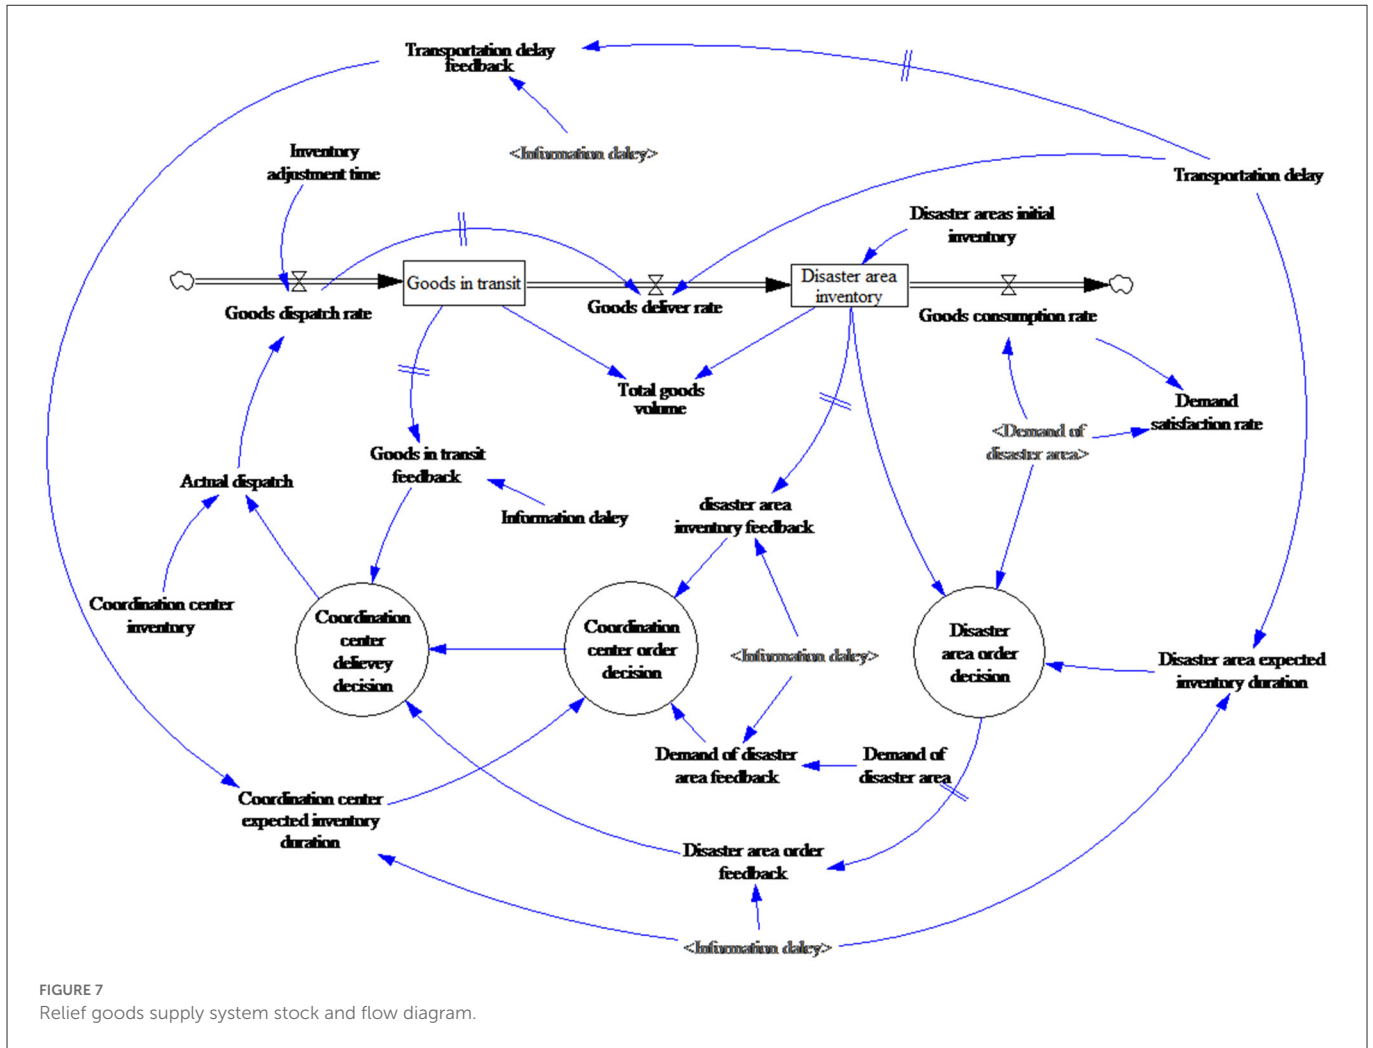 Transportation delay
feedback
<Information daley>
Inventory
adjustment time
Transportation delay
Disaster areas initial
inventory
Goods in transit
Disaster area
inventory
Goods dispatch rate
Goods deliver rate
Goods consumption rate
Total goods
volume
Demand
satisfaction rate
<Demand of
disaster area>
Goods in transit
feedback
Actual dispatch
Information daley
disaster area
inventory feedback
Coordination center
inventory
Coordination
center
delievey
decision
Coordination
center order
decision
<Information daley>
Disaster
area order
decision
Disaster area expected
inventory duration
Demand of disaster
area feedback
Demand of
disaster area
Coordination center
expected inventory
duration
Disaster area order
feedback
<Information daley>
FIGURE 7
Relief goods supply system stock and flow diagram.